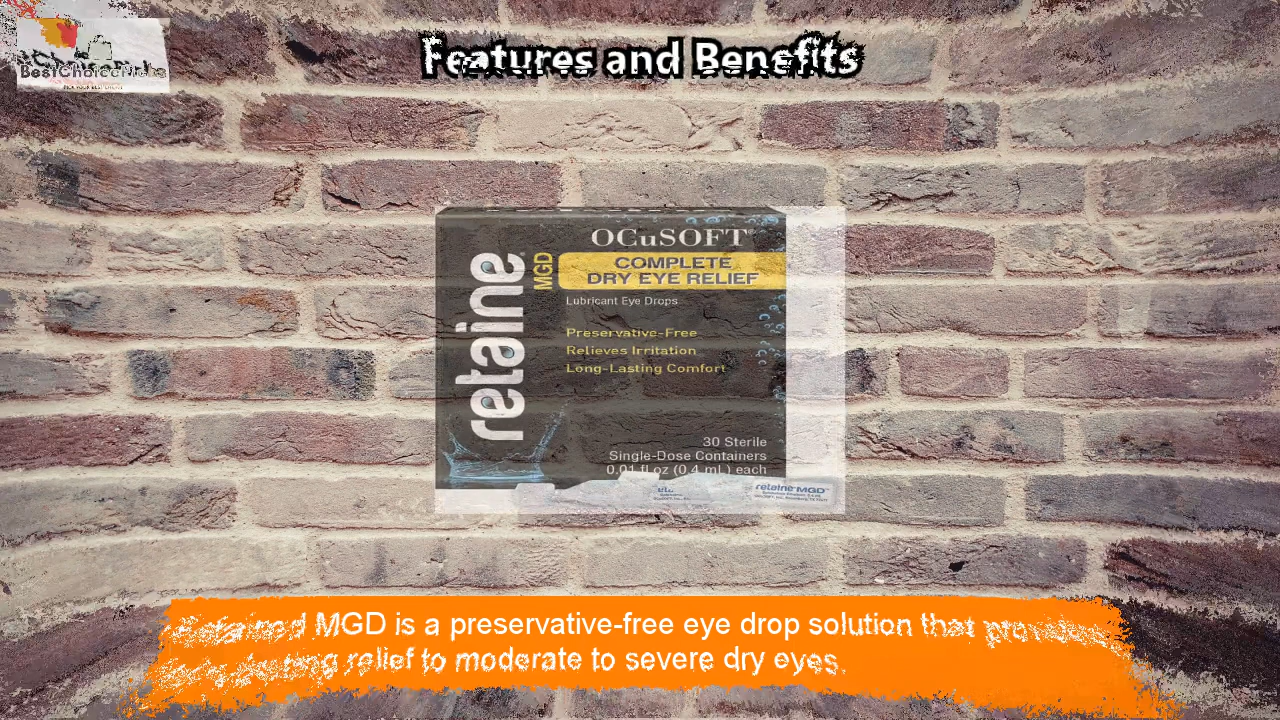 BestChoiceNiche
Features and Benefits
OCuSOFT
retaine
MGD
COMPLETE
DRY EYE RELIEF
Lubricant Eye Drops
Preservative-Free
Relieves Irritation
Long-Lasting Comfort
30 Sterile
Single-Dose Containers
0.01 fl oz (0.4 mL) each
retaine MGD
MGD is a preservative-free eye drop solution that provides
relief to moderate to severe dry eyes.